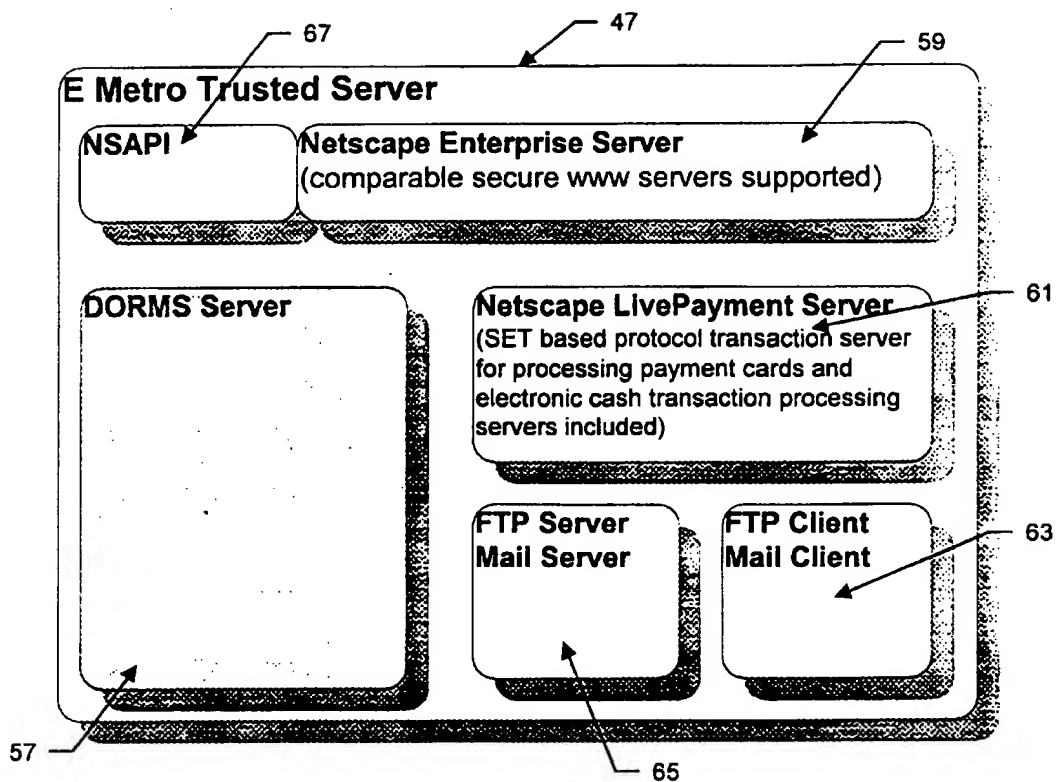 67
47
59
E Metro Trusted Server
NSAPI
Netscape Enterprise Server
(comparable secure www servers supported)
DORMS Server
Netscape LivePayment Server
(SET based protocol transaction server
for processing payment cards and
electronic cash transaction processing
servers included)
61
FTP Server
Mail Server
FTP Client
Mail Client
63
57
65